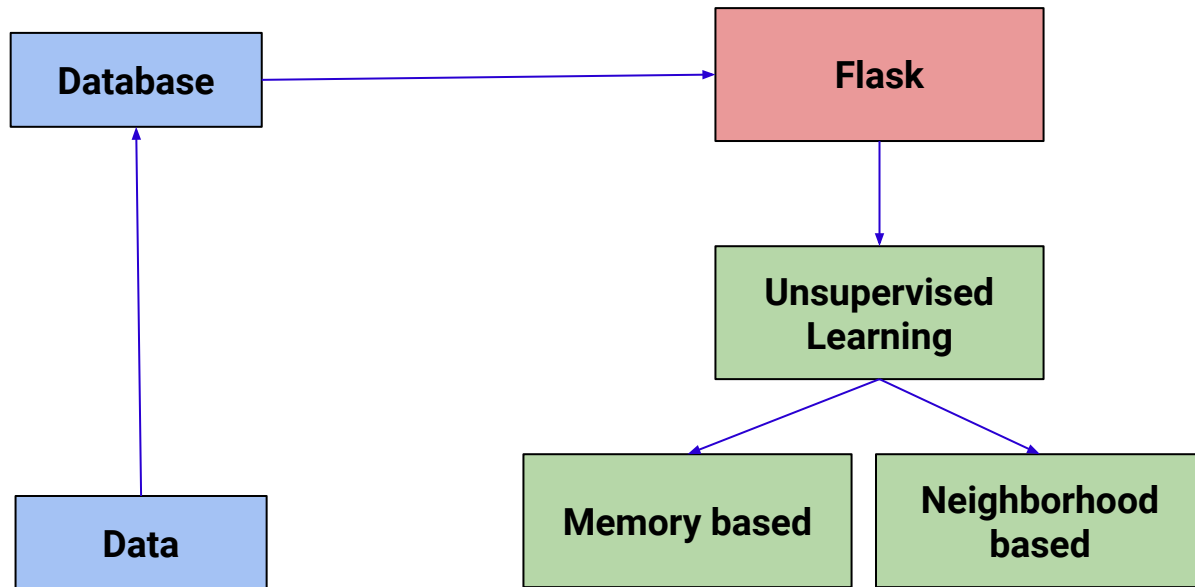 Database
Flask
Unsupervised
Learning
Memory based
Neighborhood
based
Data